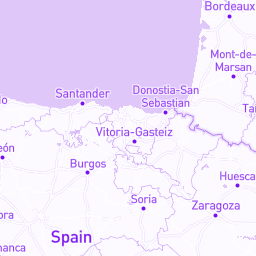 Bordeaux
Mont-de-
Marsan
Santander
Donostia-San
Sebastian
Vitoria-Gasteiz
Burgos
Huesca
Soria
Zaragoza
Spain